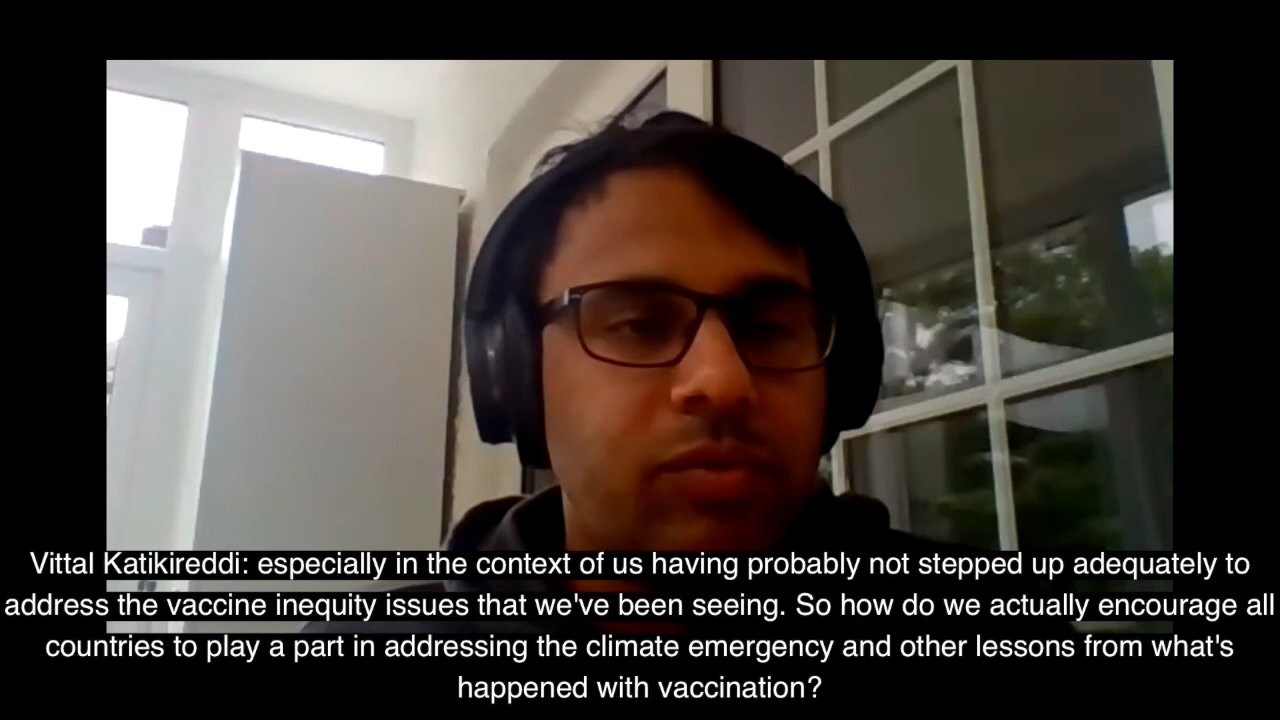 Vittal Katikireddi: especially in the context of us having probably not stepped up adequately to
address the vaccine inequity issues that we've been seeing. So how do we actually encourage all
countries to play a part in addressing the climate emergency and other lessons from what's
happened with vaccination?